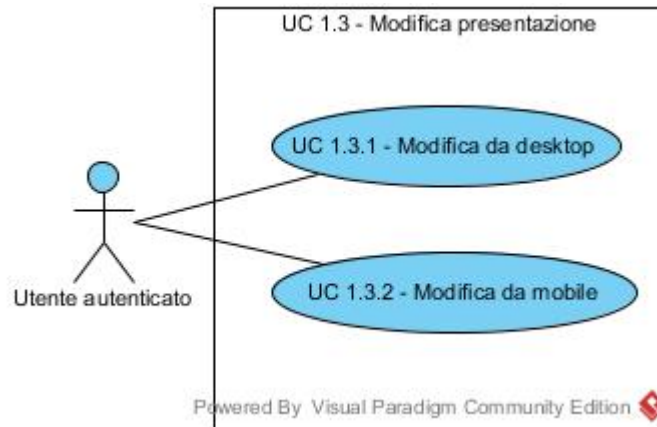 UC 1.3 - Modifica presentazione
UC 1.3.1 - Modifica da desktop
Utente autenticato
UC 1.3.2 - Modifica da mobile
Powered By Visual Paradigm Community Edition